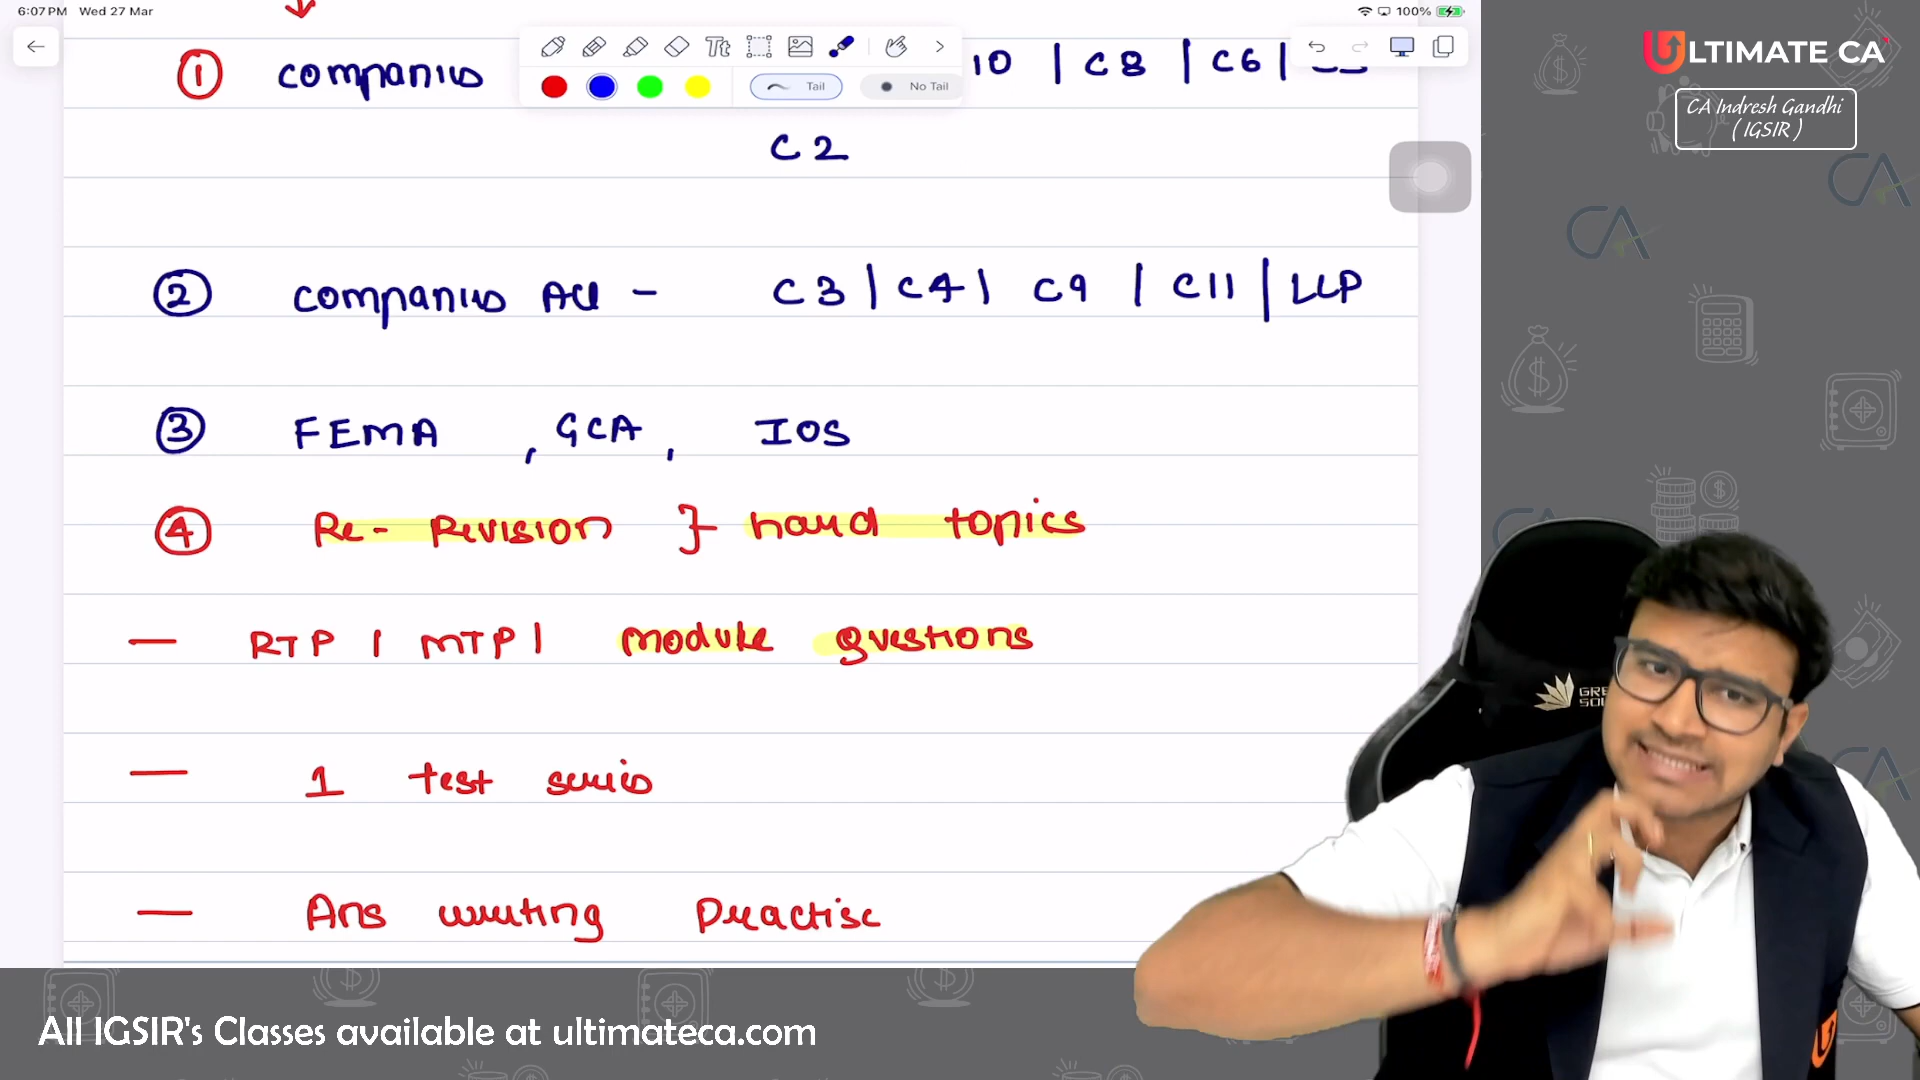 6:07 PM Wed 27 Mar
100%
① companies 10 | C8 | C6 |
Tt
Tail
No Tail
C2
② companies Act - C3 | C4 | C9 | C11 | LLP
③ FEMA , GCA , IOS
④ Re-Revision } hard topics
— RTP | MTP | module questions
— 1 test series
— Ans writing Practise
ULTIMATE CA
CA Indresh Gandhi
( IGSIR )
All IGSIR's Classes available at ultimateca.com